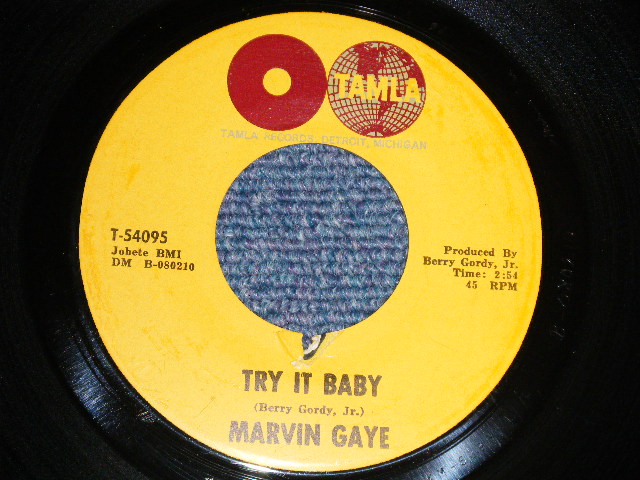 TAMLA
TAMLA RECORDS, DETROIT, MICHIGAN
T-54095
Jobete BMI
DM B-080210
Produced By
Berry Gordy, Jr.
Time: 2:54
45 RPM
TRY IT BABY
(Berry Gordy, Jr.)
MARVIN GAYE